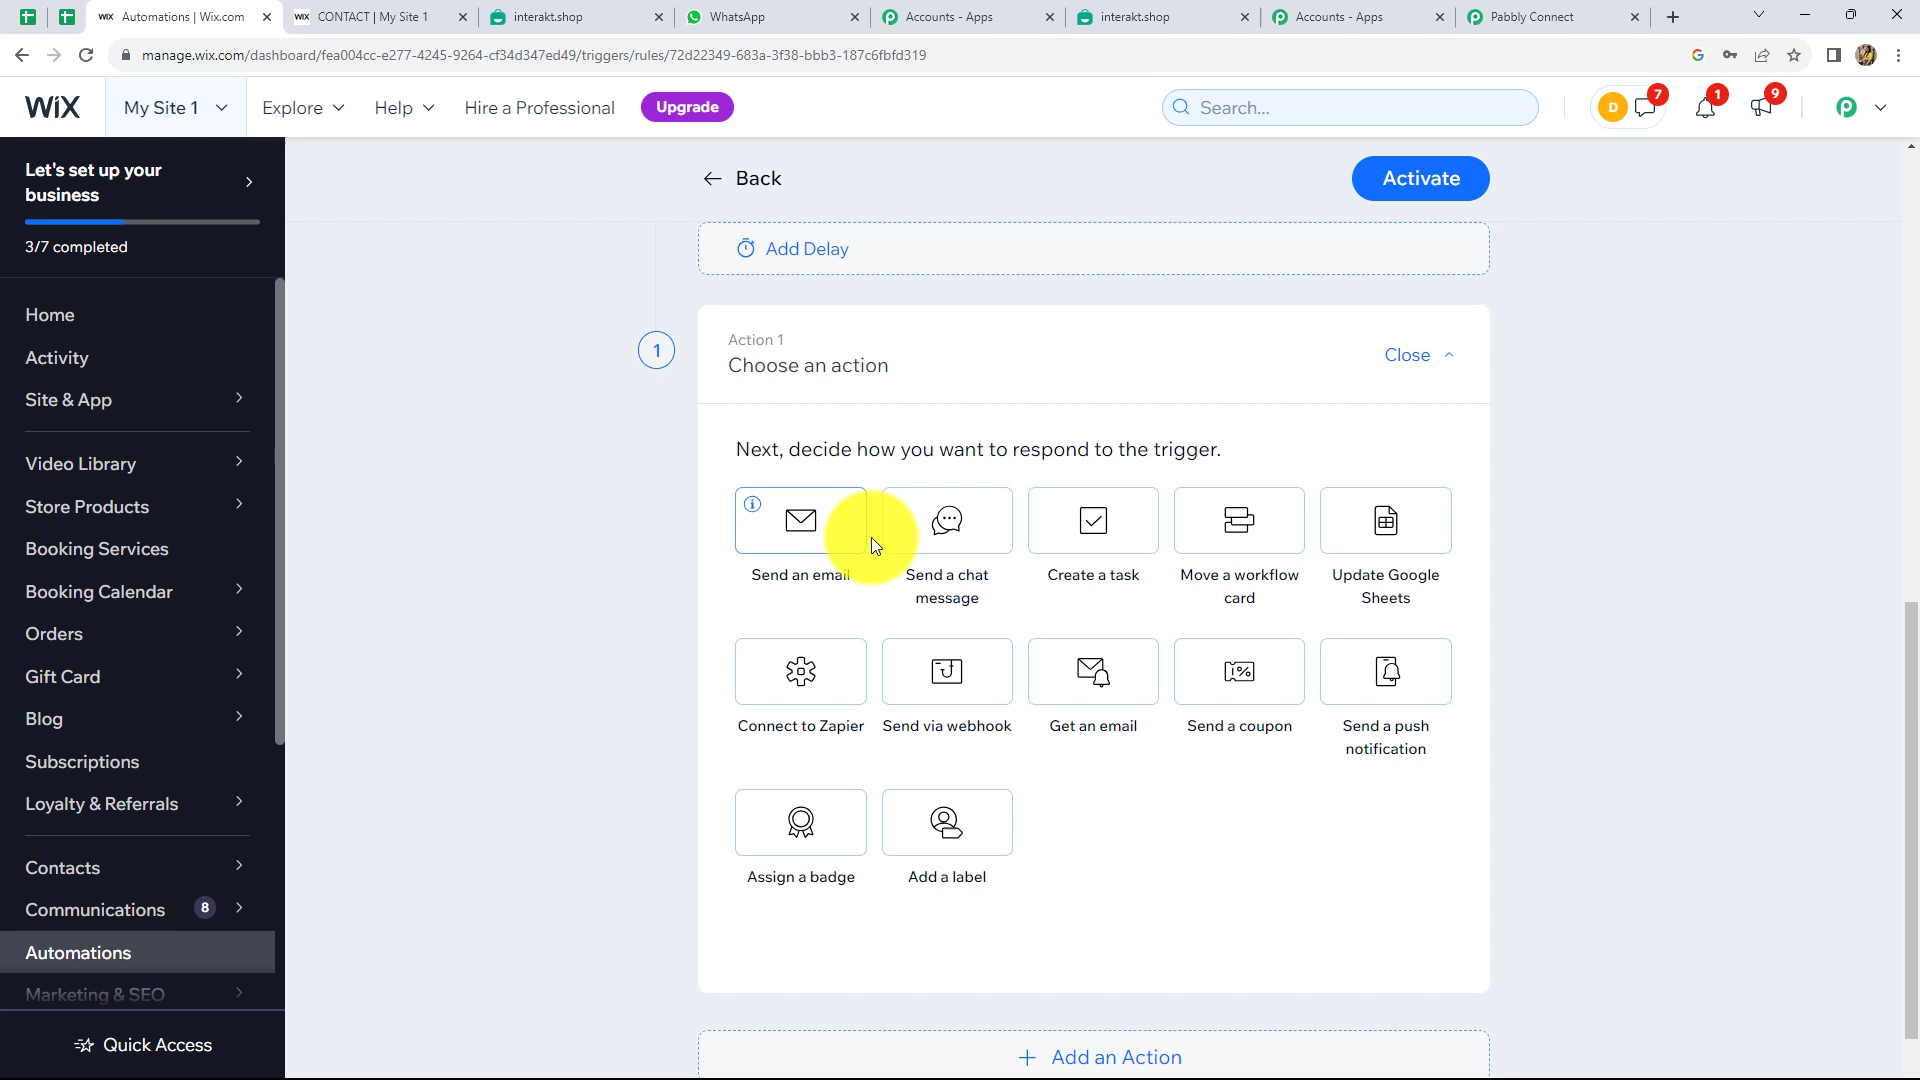 Automations | Wix.com
CONTACT | My Site 1
interakt.shop
WhatsApp
Accounts - Apps
interakt.shop
Accounts - Apps
Pabbly Connect
manage.wix.com/dashboard/fea004cc-e277-4245-9264-cf34d347ed49/triggers/rules/72d22349-683a-3f38-bbb3-187c6fbfd319
WiX
My Site 1
Explore
Help
Hire a Professional
Upgrade
Search...
D
7
1
9
Let's set up your
business
3/7 completed
Home
Activity
Site & App
Video Library
Store Products
Booking Services
Booking Calendar
Orders
Gift Card
Blog
Subscriptions
Loyalty & Referrals
Contacts
Communications 8
Automations
Marketing & SEO
Quick Access
Back
Activate
Add Delay
1
Action 1
Choose an action
Close
Next, decide how you want to respond to the trigger.
Send an email
Send a chat
message
Create a task
Move a workflow
card
Update Google
Sheets
Connect to Zapier
Send via webhook
Get an email
Send a coupon
Send a push
notification
Assign a badge
Add a label
+ Add an Action